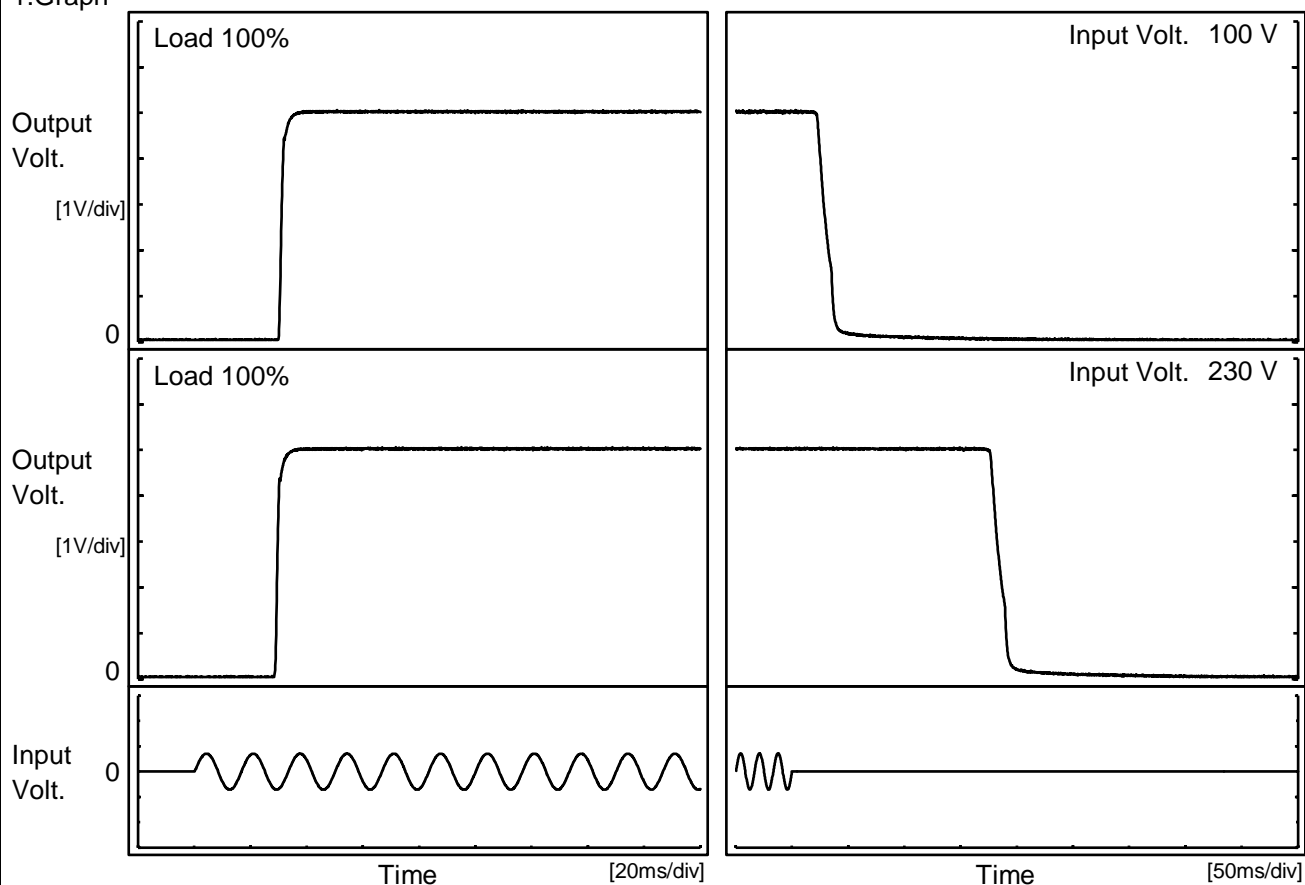 1.Graph
Load 100%
Input Volt. 100 V
Output
Volt.
[1V/div]
0
Load 100%
Input Volt. 230 V
Output
Volt.
[1V/div]
0
Input
Volt.
0
Time
[20ms/div]
Time
[50ms/div]